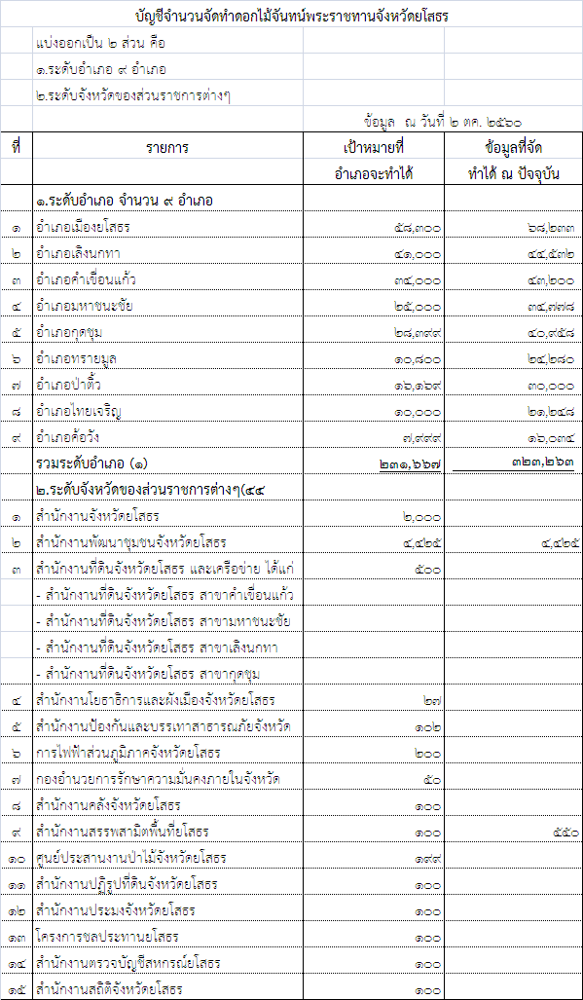 บัญชีจำนวนจัดทำดอกไม้จันทน์พระราชทานจังหวัดยโสธร
แบ่งออกเป็น ๒ ส่วน คือ
๑.ระดับอำเภอ ๙ อำเภอ
๒.ระดับจังหวัดของส่วนราชการต่างๆ
ข้อมูล ณ วันที่ ๒ ตค. ๒๕๖๐
ที่ รายการ เป้าหมายที่ ข้อมูลที่จัด
อำเภอจะทำได้ ทำได้ ณ ปัจจุบัน
๑.ระดับอำเภอ จำนวน ๙ อำเภอ
๑ อำเภอเมืองยโสธร ๕๘,๓๐๐ ๖๘,๒๓๓
๒ อำเภอเลิงนกทา ๔๑,๐๐๐ ๔๔,๕๓๒
๓ อำเภอคำเขื่อนแก้ว ๓๔,๐๐๐ ๔๓,๒๐๐
๔ อำเภอมหาชนะชัย ๒๕,๐๐๐ ๓๔,๗๗๘
๕ อำเภอกุดชุม ๒๘,๓๙๙ ๔๐,๙๕๘
๖ อำเภอทรายมูล ๑๐,๘๐๐ ๒๔,๒๘๐
๗ อำเภอป่าติ้ว ๑๖,๑๖๙ ๓๐,๐๐๐
๘ อำเภอไทยเจริญ ๑๐,๐๐๐ ๒๑,๒๔๘
๙ อำเภอค้อวัง ๗,๙๙๙ ๑๖,๐๓๔
รวมระดับอำเภอ (๑) ๒๓๑,๖๖๗ ๓๒๓,๒๖๓
๒.ระดับจังหวัดของส่วนราชการต่างๆ(๔๕
๑ สำนักงานจังหวัดยโสธร ๒,๐๐๐
๒ สำนักงานพัฒนาชุมชนจังหวัดยโสธร ๔,๔๒๕ ๔,๔๒๕
๓ สำนักงานที่ดินจังหวัดยโสธร และเครือข่าย ได้แก่ ๕๐๐
- สำนักงานที่ดินจังหวัดยโสธร สาขาคำเขื่อนแก้ว
- สำนักงานที่ดินจังหวัดยโสธร สาขามหาชนะชัย
- สำนักงานที่ดินจังหวัดยโสธร สาขาเลิงนกทา
- สำนักงานที่ดินจังหวัดยโสธร สาขากุดชุม
๔ สำนักงานโยธาธิการและผังเมืองจังหวัดยโสธร ๒๗
๕ สำนักงานป้องกันและบรรเทาสาธารณภัยจังหวัด ๑๐๒
๖ การไฟฟ้าส่วนภูมิภาคจังหวัดยโสธร ๒๐๐
๗ กองอำนวยการรักษาความมั่นคงภายในจังหวัด ๕๐
๘ สำนักงานคลังจังหวัดยโสธร ๑๐๐
๙ สำนักงานสรรพสามิตพื้นที่ยโสธร ๑๐๐ ๕๕๐
๑๐ ศูนย์ประสานงานป่าไม้จังหวัดยโสธร ๑๙๙
๑๑ สำนักงานปฏิรูปที่ดินจังหวัดยโสธร ๑๐๐
๑๒ สำนักงานประมงจังหวัดยโสธร ๑๐๐
๑๓ โครงการชลประทานยโสธร ๑๐๐
๑๔ สำนักงานตรวจบัญชีสหกรณ์ยโสธร ๑๐๐
๑๕ สำนักงานสถิติจังหวัดยโสธร ๑๐๐